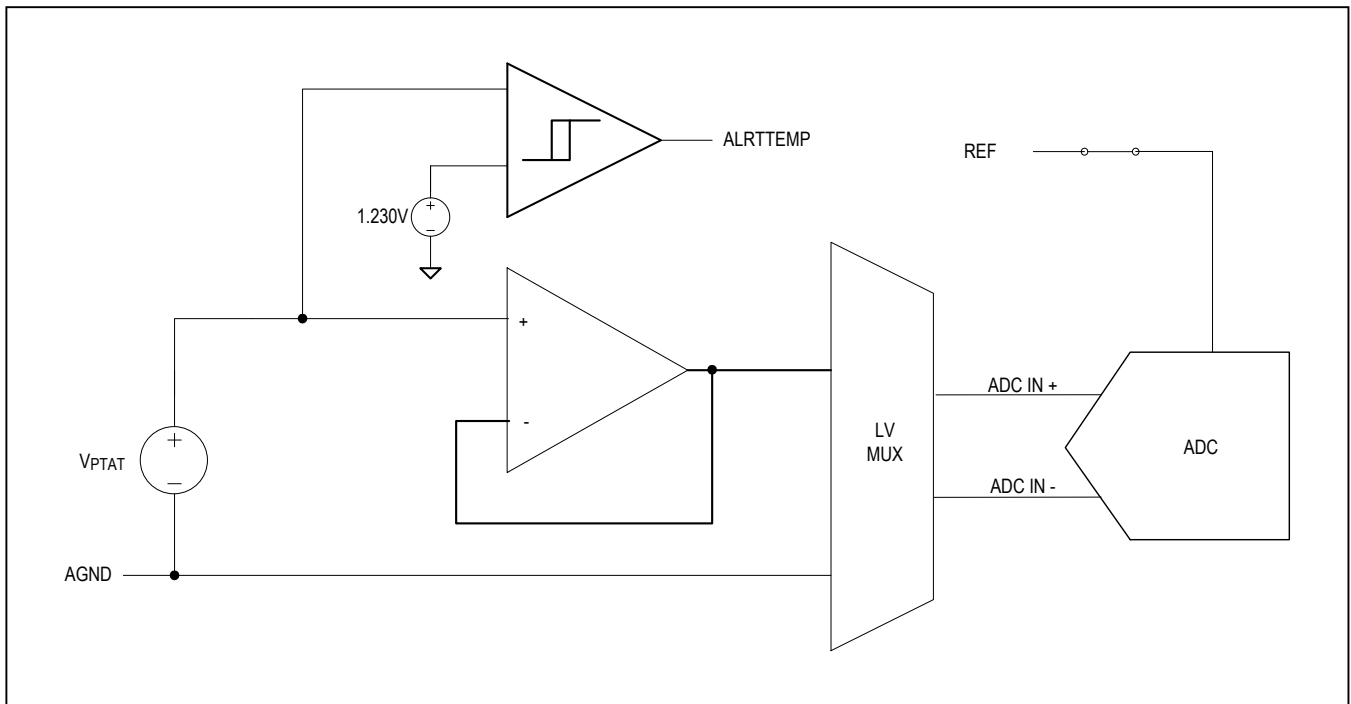 ALRTTEMP
REF
1.230V
+
-
+
-
LV
MUX
ADC IN +
ADC IN -
ADC
VPTAT
+
-
AGND